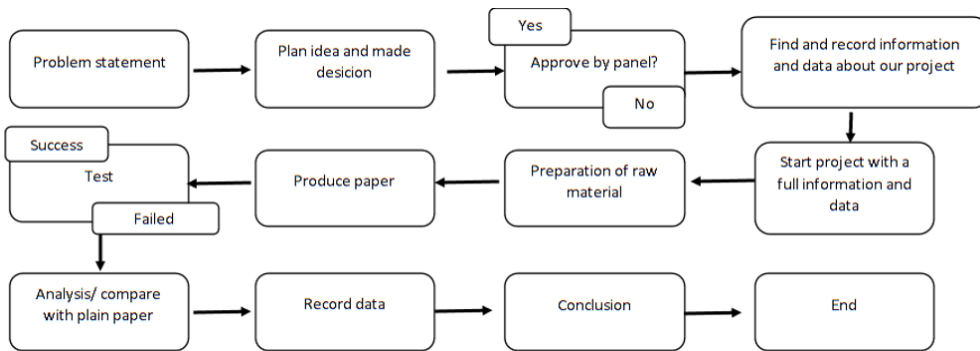 Problem statement
Plan idea and made
desicion
Yes
Approve by panel?
No
Find and record information
and data about our project
Start project with a
full information and
data
Preparation of raw
material
Produce paper
Success
Test
Failed
Analysis/ compare
with plain paper
Record data
Conclusion
End